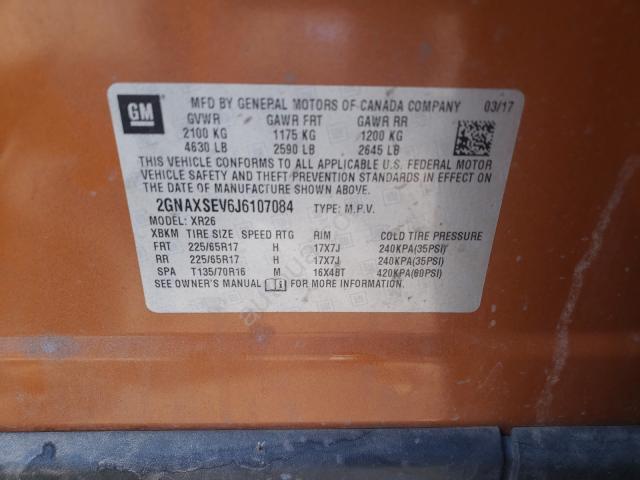 GM
MFD BY GENERAL MOTORS OF CANADA COMPANY 03/17
GVWR GAWR FRT GAWR RR
2100 KG 1175 KG 1200 KG
4630 LB 2590 LB 2645 LB
THIS VEHICLE CONFORMS TO ALL APPLICABLE U.S. FEDERAL MOTOR
VEHICLE SAFETY AND THEFT PREVENTION STANDARDS IN EFFECT ON
THE DATE OF MANUFACTURE SHOWN ABOVE.
2GNAXSEV6J6107084 TYPE: M.P.V.
MODEL: XR26
XBKM TIRE SIZE SPEED RTG RIM COLD TIRE PRESSURE
FRT 225/65R17 H 17X7J 240KPA(35PSI)
RR 225/65R17 H 17X7J 240KPA(35PSI)
SPA T135/70R16 M 16X4BT 420KPA(60PSI)
SEE OWNER'S MANUAL FOR MORE INFORMATION